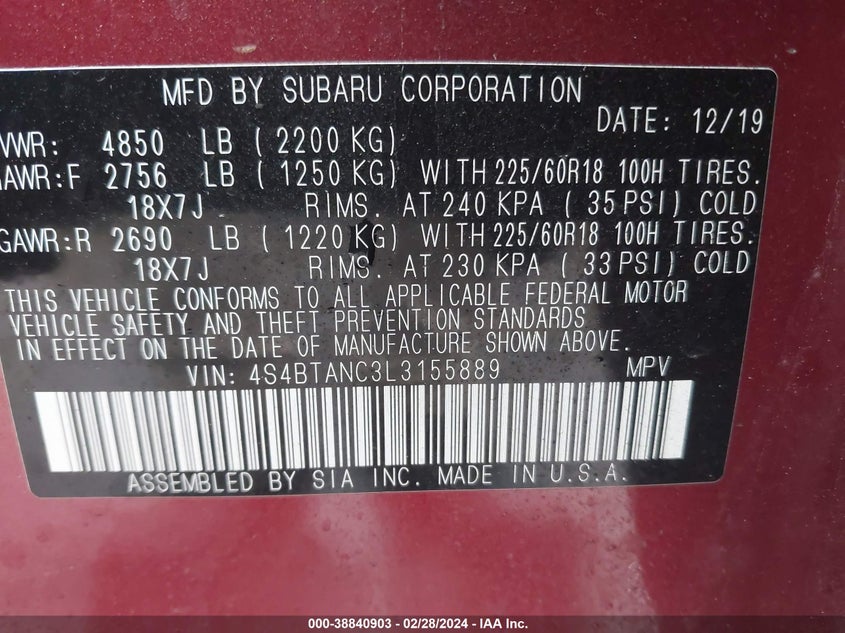 MFD BY SUBARU CORPORATION
DATE: 12/19
VWR: 4850 LB ( 2200 KG)
AWR:F 2756 LB ( 1250 KG) WITH 225/60R18 100H TIRES.
18X7J RIMS. AT 240 KPA ( 35 PSI) COLD
GAWR:R 2690 LB ( 1220 KG) WITH 225/60R18 100H TIRES.
18X7J RIMS. AT 230 KPA ( 33 PSI) COLD
THIS VEHICLE CONFORMS TO ALL APPLICABLE FEDERAL MOTOR
VEHICLE SAFETY AND THEFT PREVENTION STANDARDS
IN EFFECT ON THE DATE OF MANUFACTURE SHOWN ABOVE.
VIN: 4S4BTANC3L3155889 MPV
ASSEMBLED BY SIA INC. MADE IN U.S.A.
000-38840903 - 02/28/2024 - IAA Inc.